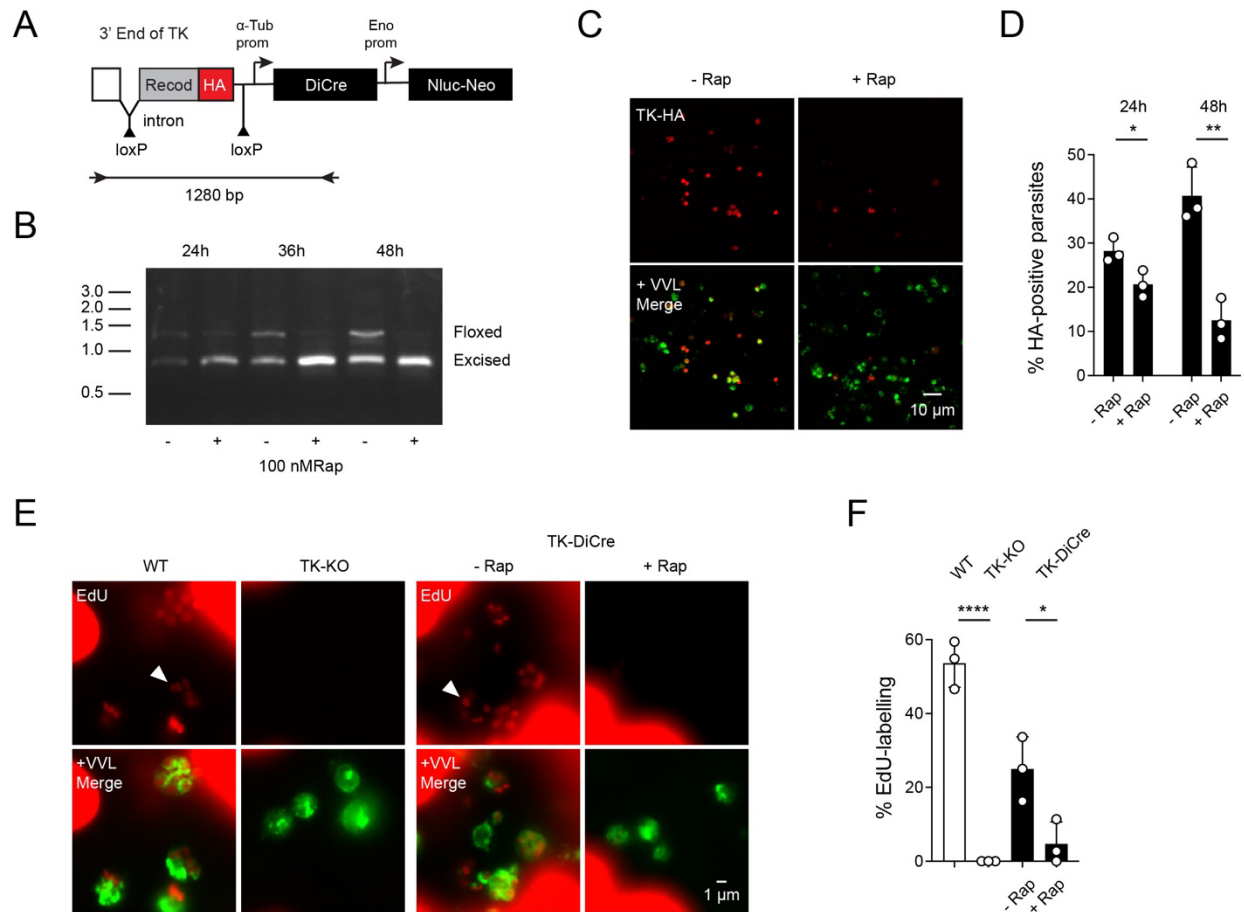 A
3' End of TK
α-Tub
prom
Eno
prom
Recod
HA
DiCre
Nluc-Neo
intron
loxP
loxP
1280 bp
B
24h 36h 48h
3.0
2.0
1.5
1.0
0.5
Floxed
Excised
- + - + - +
100 nMRap
C
- Rap + Rap
TK-HA
+ VVL
Merge
10 µm
D
24h 48h
* **
% HA-positive parasites
50
40
30
20
10
0
- Rap + Rap - Rap + Rap
E
TK-DiCre
WT TK-KO - Rap + Rap
EdU EdU
+VVL
Merge
+VVL
Merge
1 µm
F
WT TK-KO TK-DiCre
**** *
% EdU-labelling
60
40
20
0
- Rap + Rap